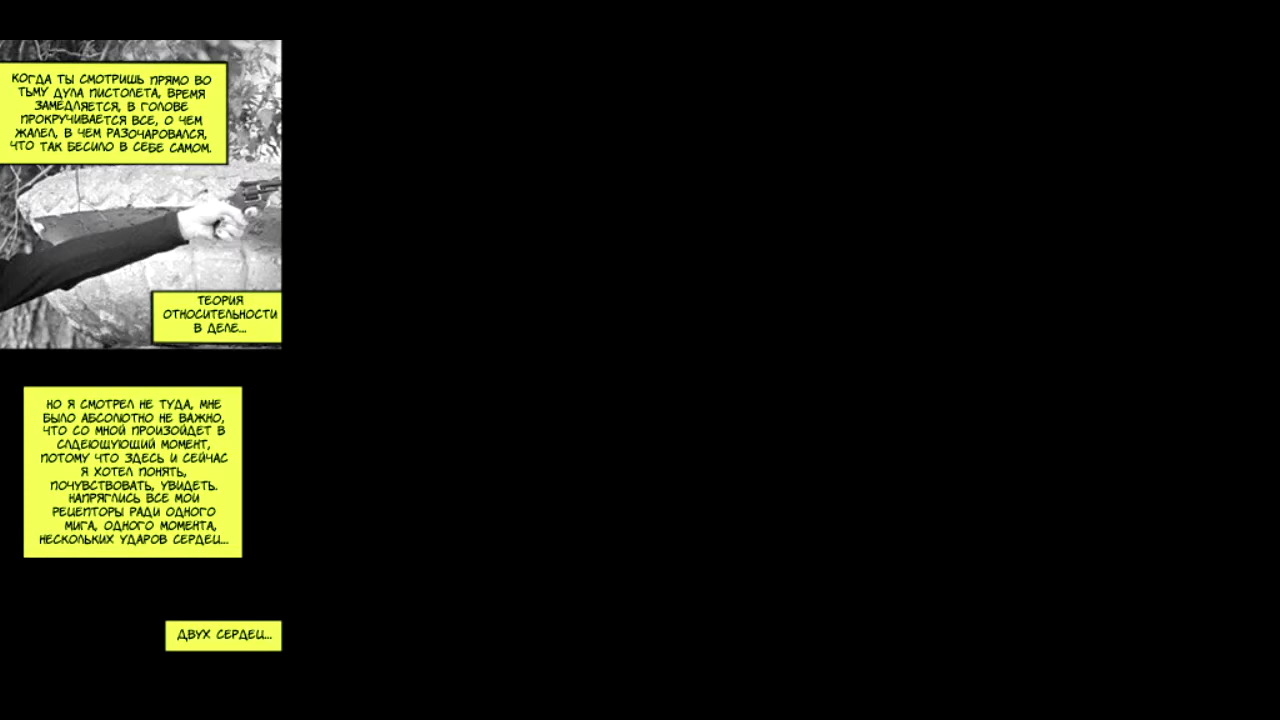 КОГДА ТЫ СМОТРИШЬ ПРЯМО ВО
ТЬМУ ДУЛА ПИСТОЛЕТА, ВРЕМЯ
ЗАМЕДЛЯЕТСЯ, В ГОЛОВЕ
ПРОКРУЧИВАЕТСЯ ВСЕ, О ЧЕМ
ЖАЛЕЛ, В ЧЕМ РАЗОЧАРОВАЛСЯ,
ЧТО ТАК БЕСИЛО В СЕБЕ САМОМ.
ТЕОРИЯ
ОТНОСИТЕЛЬНОСТИ
В ДЕЛЕ...
НО Я СМОТРЕЛ НЕ ТУДА, МНЕ
БЫЛО АБСОЛЮТНО НЕ ВАЖНО,
ЧТО СО МНОЙ ПРОИЗОЙДЕТ В
СЛДЕЮЩУЮЩИЙ МОМЕНТ,
ПОТОМУ ЧТО ЗДЕСЬ И СЕЙЧАС
Я ХОТЕЛ ПОНЯТЬ,
ПОЧУВСТВОВАТЬ, УВИДЕТЬ.
НАПРЯГЛИСЬ ВСЕ МОИ
РЕЦЕПТОРЫ РАДИ ОДНОГО
МИГА, ОДНОГО МОМЕНТА,
НЕСКОЛЬКИХ УДАРОВ СЕРДЕЦ...
ДВУХ СЕРДЕЦ...